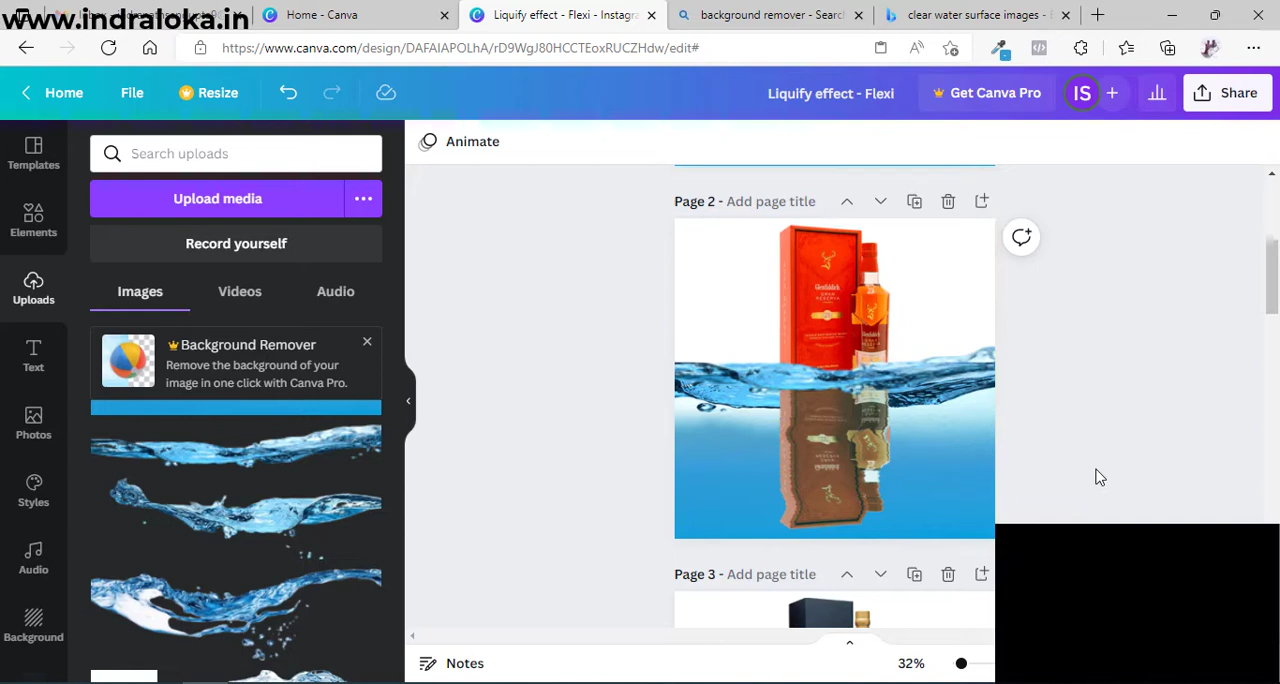 www.indraloka.in
Home - Canva
Liquify effect - Flexi - Instagra
background remover - Searc
clear water surface images - B
https://www.canva.com/design/DAFAIAPOLhA/rD9WgJ80HCCTEoxRUCZHdw/edit#
Home
File
Resize
Liquify effect - Flexi
Get Canva Pro
IS
Share
Templates
Elements
Uploads
Text
Photos
Styles
Audio
Background
Search uploads
Upload media
Record yourself
Images
Videos
Audio
Background Remover
Remove the background of your
image in one click with Canva Pro.
Animate
Page 2 - Add page title
Glenfiddich
Page 3 - Add page title
Notes
32%